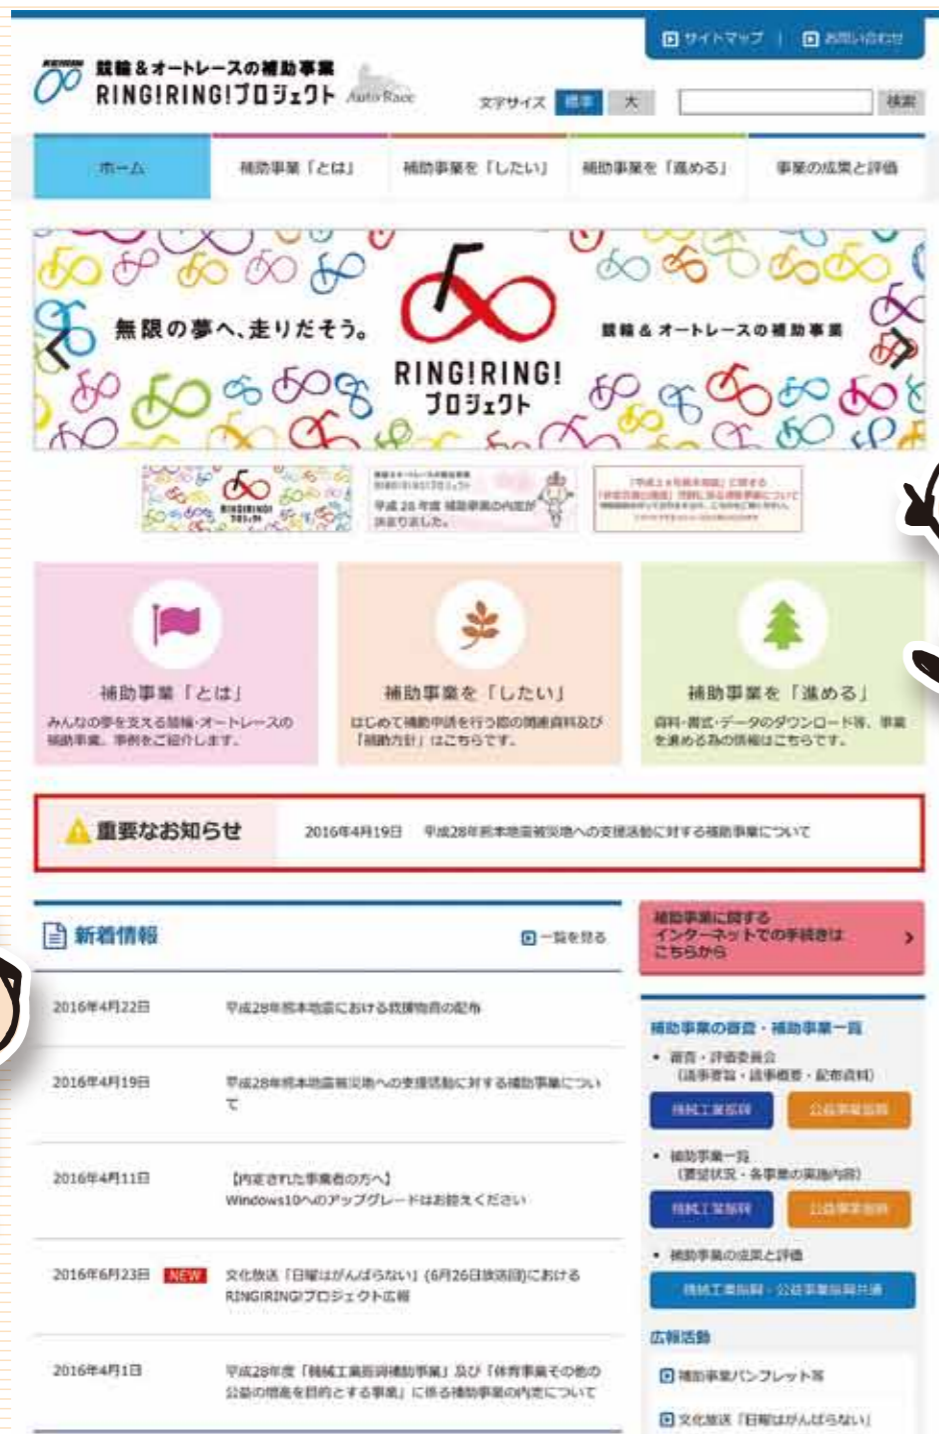 サイトマップ | お問い合わせ
KEIRIN
競輪&オートレースの補助事業
RING!RING!プロジェクト Auto Race
文字サイズ 標準 大 検索
ホーム 補助事業「とは」 補助事業を「したい」 補助事業を「進める」 事業の成果と評価
無限の夢へ、走りだそう。
競輪 & オートレースの補助事業
RING!RING!
プロジェクト
RING!RING!
プロジェクト
競輪&オートレースの補助事業
RING!RING!プロジェクト
平成 28 年度 補助事業の内定が
決まりました。
補助事業「とは」
みんなの夢を支える競輪・オートレースの
補助事業、事例をご紹介します。
補助事業を「したい」
はじめて補助申請を行う際の関連資料及び
「補助方針」はこちらです。
補助事業を「進める」
資料・書式・データのダウンロード等、事業
を進める為の情報はこちらです。
重要なお知らせ
2016年4月19日 平成28年熊本地震被災地への支援活動に対する補助事業について
新着情報
一覧を見る
2016年4月22日 平成28年熊本地震における救援物資の配布
2016年4月19日 平成28年熊本地震被災地への支援活動に対する補助事業につい
て
2016年4月11日 【内定された事業者の方へ】
Windows10へのアップグレードはお控えください
2016年6月23日 NEW 文化放送「日曜はがんばらない」(6月26日放送回)における
RING!RING!プロジェクト広報
2016年4月1日 平成28年度「機械工業振興補助事業」及び「体育事業その他の
公益の増進を目的とする事業」に係る補助事業の内定について
補助事業に関する
インターネットでの手続きは
こちらから
補助事業の審査・補助事業一覧
• 審査・評価委員会
(議事要旨・議事概要・配布資料)
機械工業振興 公益事業振興
• 補助事業一覧
(要望状況・各事業の実施内容)
機械工業振興 公益事業振興
• 補助事業の成果と評価
機械工業振興・公益事業振興共通
広報活動
補助事業パンフレット等
文化放送「日曜はがんばらない」